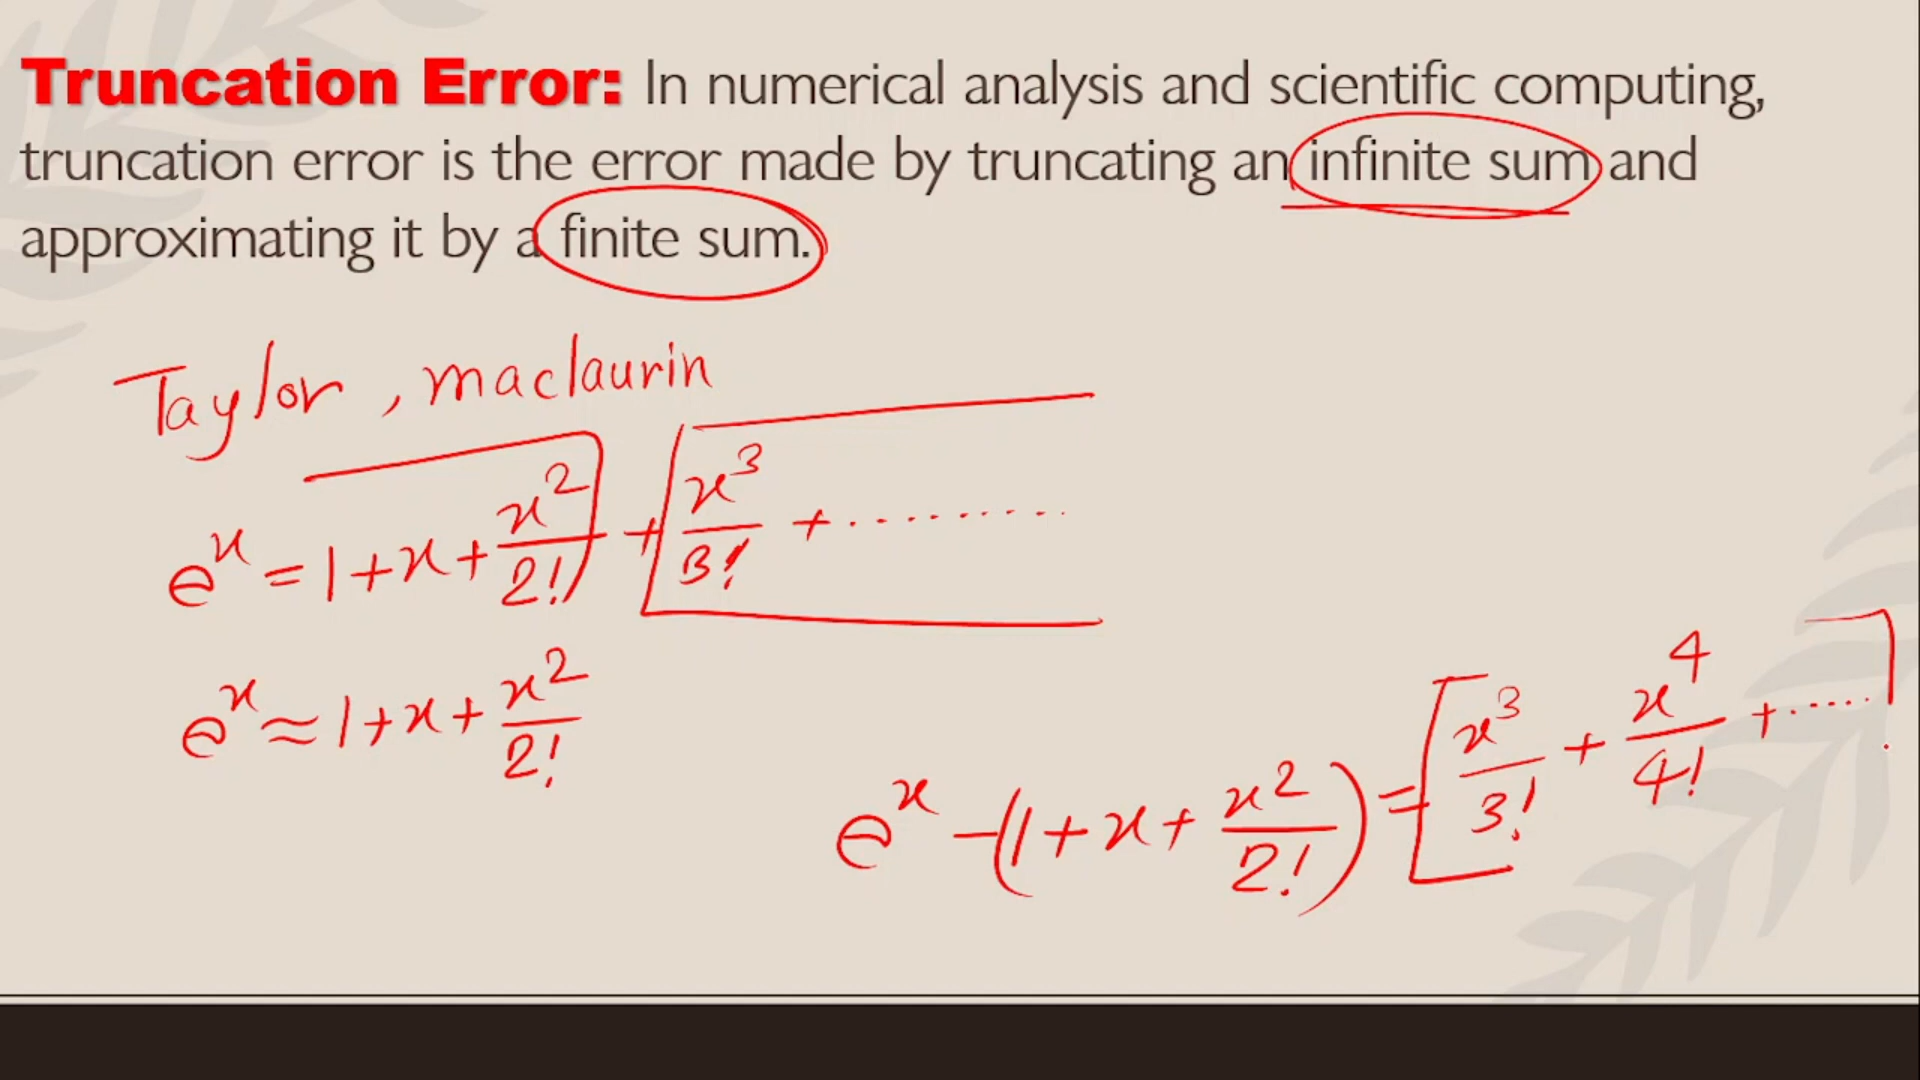 Truncation Error: In numerical analysis and scientific computing,
truncation error is the error made by truncating an infinite sum and
approximating it by a finite sum.
Taylor, maclaurin
e^x = 1 + x + x^2/2! + x^3/3! + ..........
e^x ≈ 1 + x + x^2/2!
e^x - (1 + x + x^2/2!) = [x^3/3! + x^4/4! + ......]